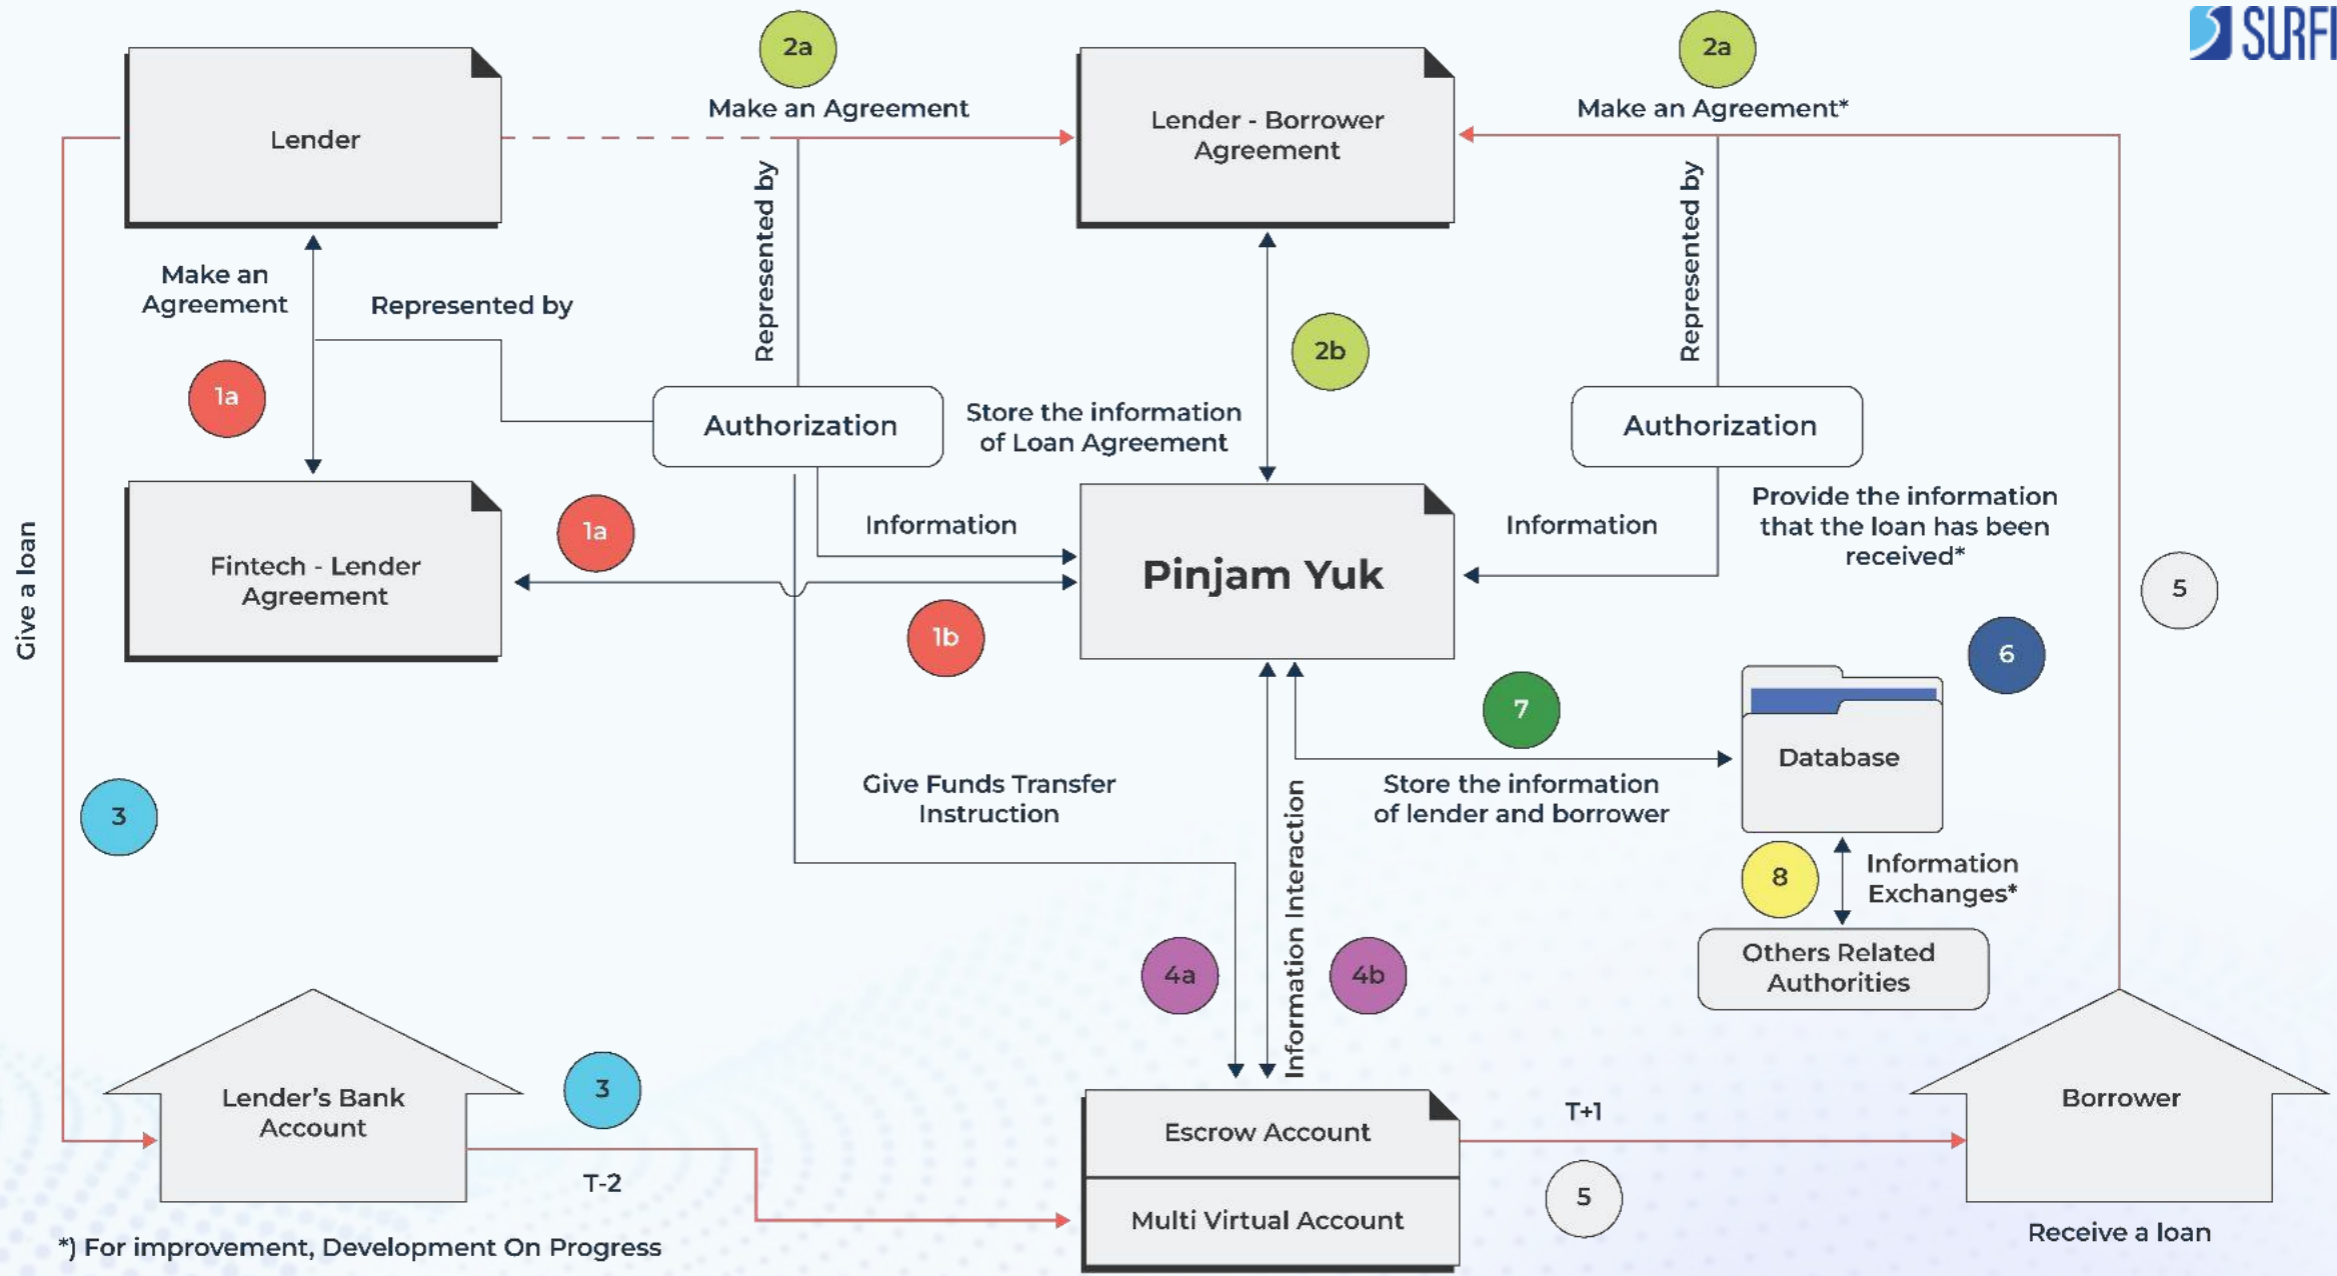 SURFI
2a
2a
Make an Agreement
Make an Agreement*
Lender
Lender - Borrower
Agreement
Represented by
Represented by
Make an
Agreement
Represented by
2b
1a
Authorization
Store the information
of Loan Agreement
Authorization
Provide the information
that the loan has been
received*
1a
Information
Information
Fintech - Lender
Agreement
Pinjam Yuk
5
Give a loan
1b
6
7
Database
Give Funds Transfer
Instruction
Store the information
of lender and borrower
3
Information Interaction
8
Information
Exchanges*
4a
4b
Others Related
Authorities
Lender's Bank
Account
3
T-2
Escrow Account
Multi Virtual Account
T+1
5
Borrower
Receive a loan
*) For improvement, Development On Progress